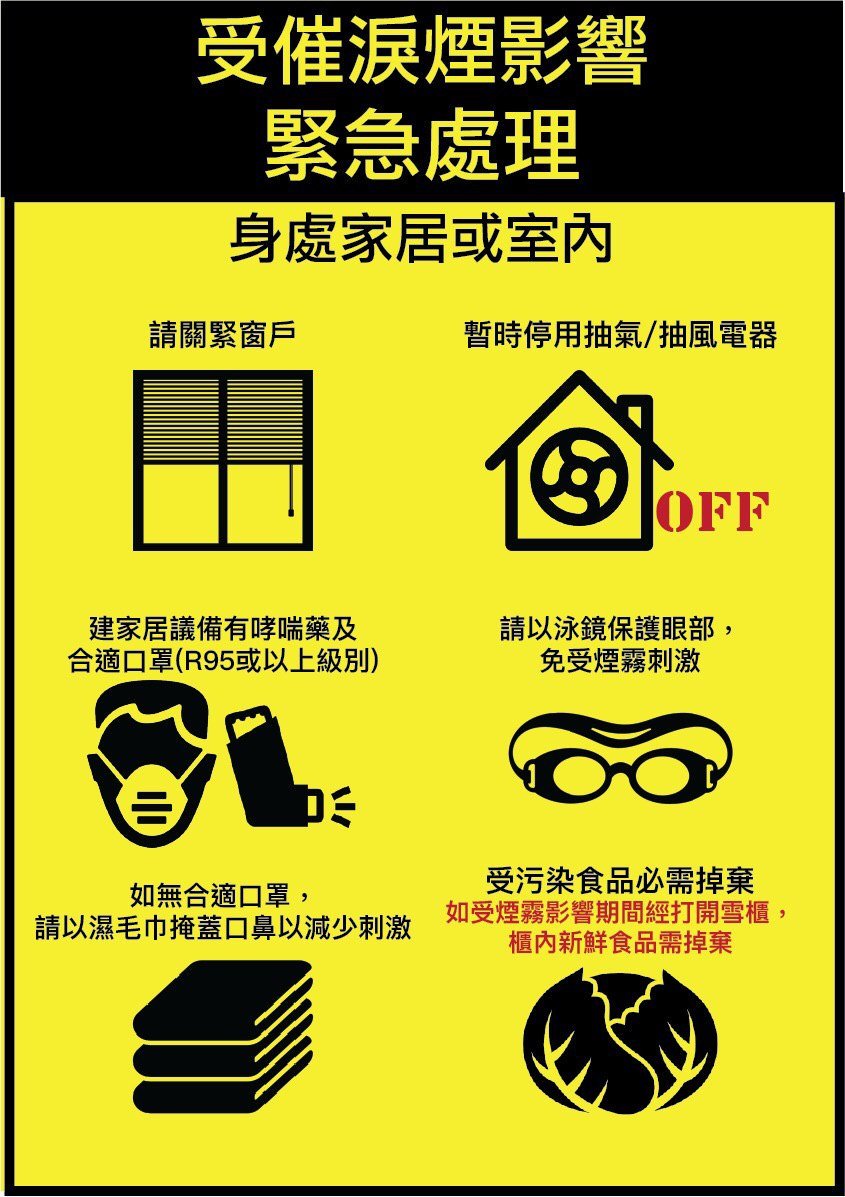 受催淚煙影響
緊急處理
身處家居或室內
請關緊窗戶
暫時停用抽氣/抽風電器
OFF
建家居議備有哮喘藥及
合適口罩(R95或以上級別)
請以泳鏡保護眼部，
免受煙霧刺激
如無合適口罩，
請以濕毛巾掩蓋口鼻以減少刺激
受污染食品必需掉棄
如受煙霧影響期間經打開雪櫃，
櫃內新鮮食品需掉棄